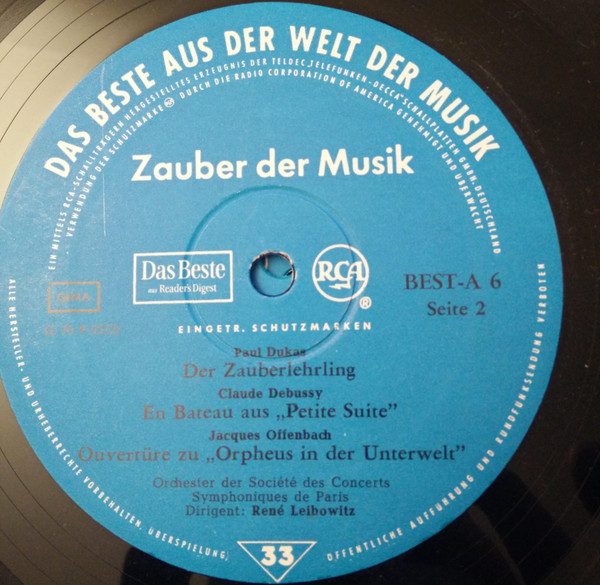 DAS BESTE AUS DER WELT DER MUSIK
EIN MITTELS RCA-SCHALLTRÄGERN HERGESTELLTES ERZEUGNIS DER TELDEC „TELEFUNKEN-DECCA“ SCHALLPLATTEN GMBH, DEUTSCHLAND
VERWENDUNG DER SCHUTZMARKE DURCH DIE RADIO CORPORATION OF AMERICA GENEHMIGT UND ÜBERWACHT
Zauber der Musik
Das Beste
aus Reader's Digest
RCA
®
GEMA
BEST-A 6
Seite 2
EINGETR. SCHUTZMARKEN
Paul Dukas
Der Zauberlehrling
Claude Debussy
En Bateau aus „Petite Suite”
Jacques Offenbach
Ouvertüre zu „Orpheus in der Unterwelt”
Orchester der Société des Concerts
Symphoniques de Paris
Dirigent: René Leibowitz
ALLE HERSTELLER- UND URHEBERRECHTE VORBEHALTEN. ÜBERSPIELUNG,
33
ÖFFENTLICHE AUFFÜHRUNG UND RUNDFUNKSENDUNG VERBOTEN